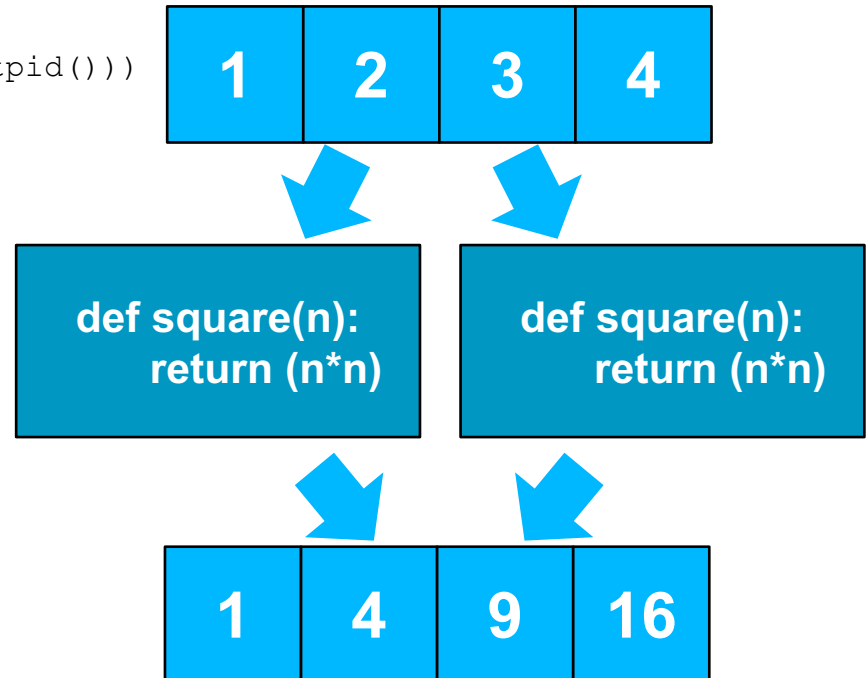 pid()))
1 2 3 4
def square(n):
return (n*n)
def square(n):
return (n*n)
1 4 9 16